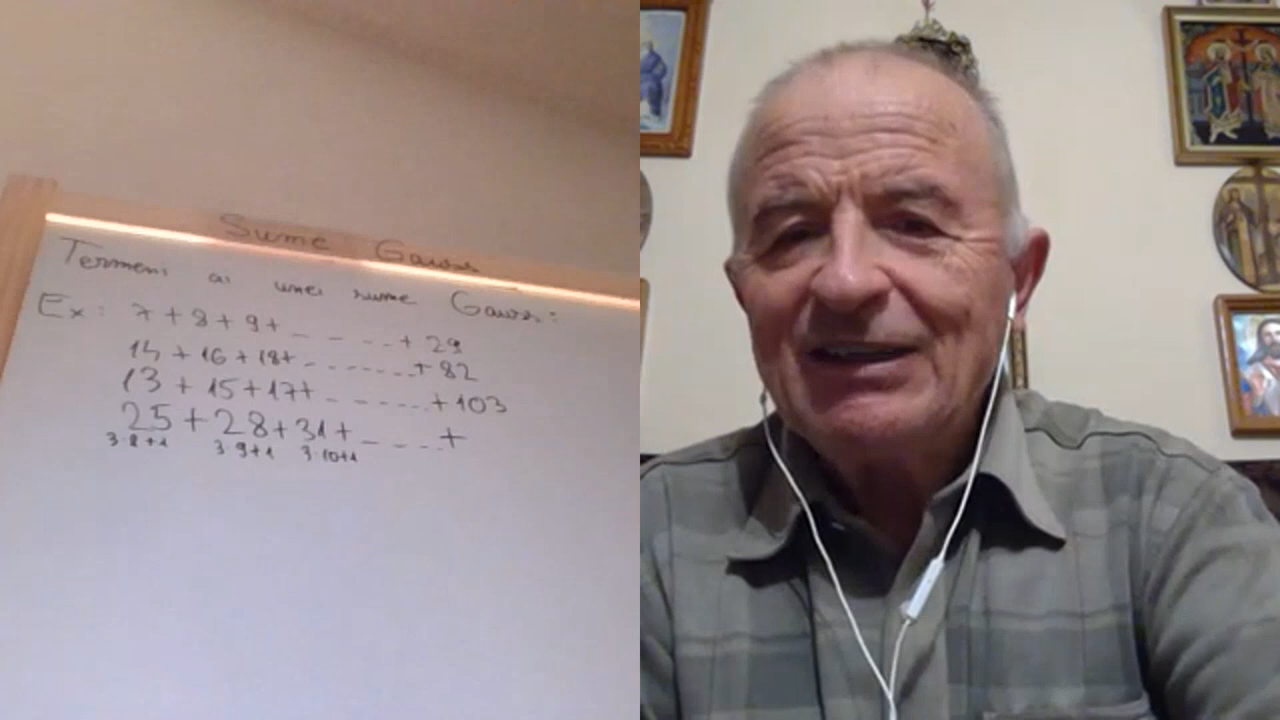 Sume Gauss
Termeni ai unei sume Gauss:
Ex: 7 + 8 + 9 + _ _ _ _ + 29
14 + 16 + 18 + - - - - - - - + 82
13 + 15 + 17 + - - - - - - + 103
25 + 28 + 31 + _ _ _ _ +
3·8+1 3·9+1 3·10+1